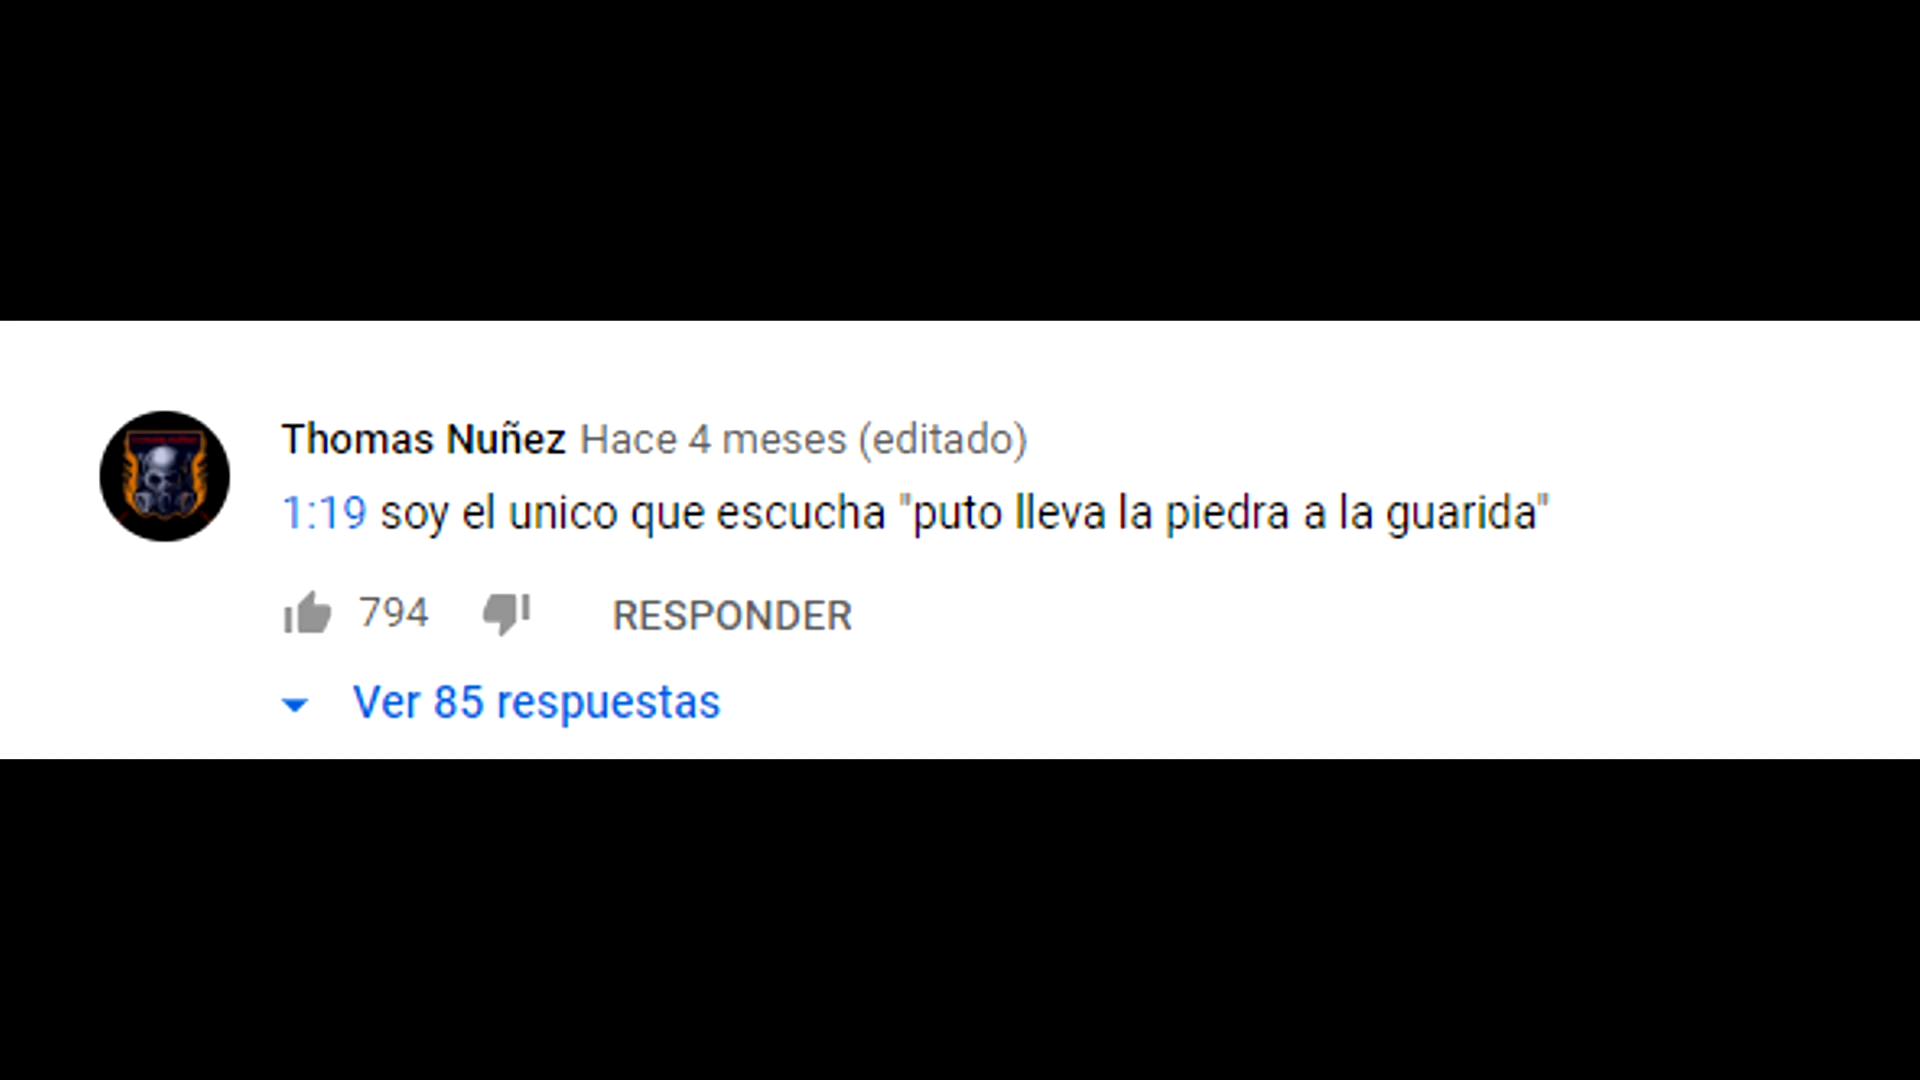 Thomas Nuñez Hace 4 meses (editado)
1:19 soy el unico que escucha "puto lleva la piedra a la guarida"
794 RESPONDER
Ver 85 respuestas